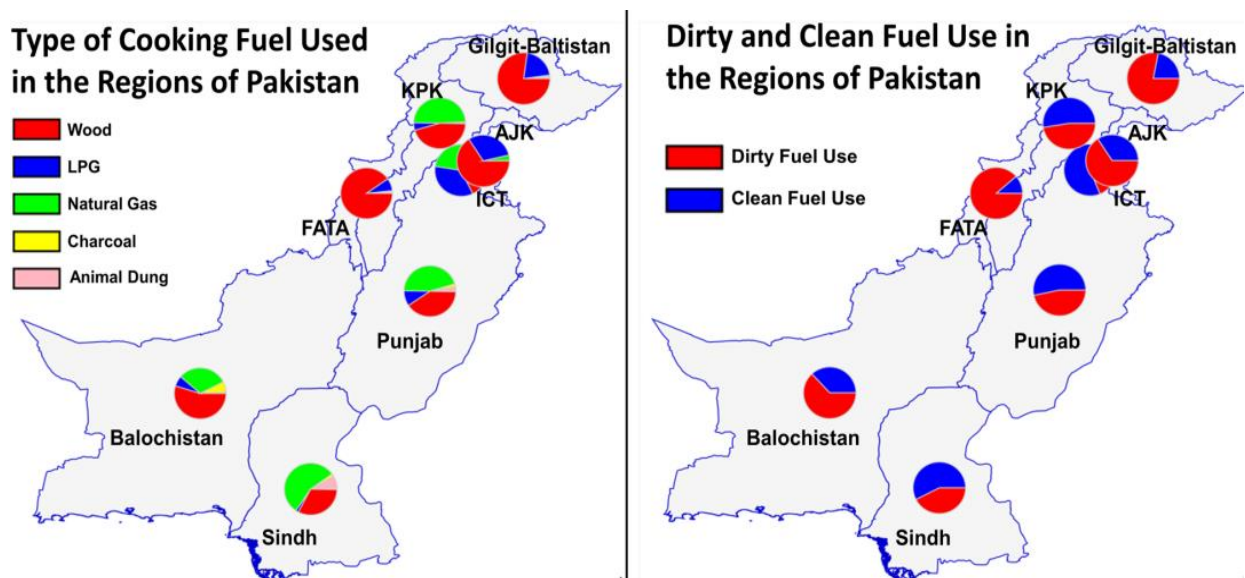 Type of Cooking Fuel Used
in the Regions of Pakistan
Wood
LPG
Natural Gas
Charcoal
Animal Dung
Gilgit-Baltistan
KPK
AJK
ICT
FATA
Punjab
Balochistan
Sindh
Dirty and Clean Fuel Use in
the Regions of Pakistan
Dirty Fuel Use
Clean Fuel Use
Gilgit-Baltistan
KPK
AJK
ICT
FATA
Punjab
Balochistan
Sindh